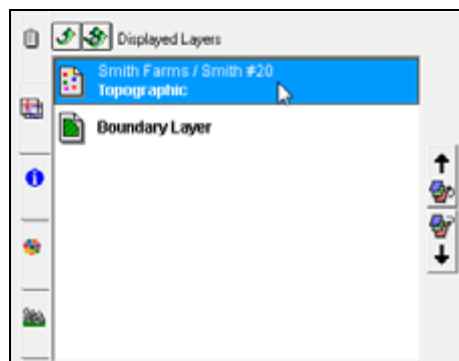 Displayed Layers
Smith Farms / Smith #20
Topographic
Boundary Layer